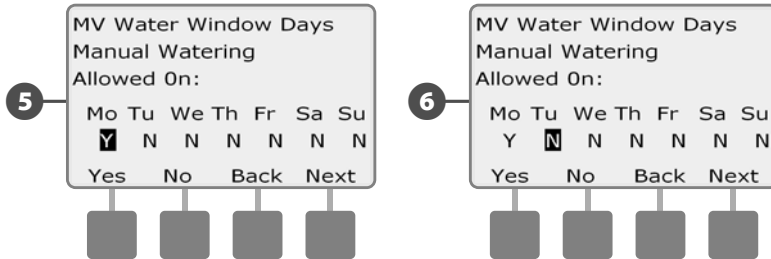 5
MV Water Window Days
Manual Watering
Allowed 0n:
Mo Tu We Th Fr Sa Su
Y N N N N N N
Yes No Back Next
6
MV Water Window Days
Manual Watering
Allowed 0n:
Mo Tu We Th Fr Sa Su
Y N N N N N N
Yes No Back Next